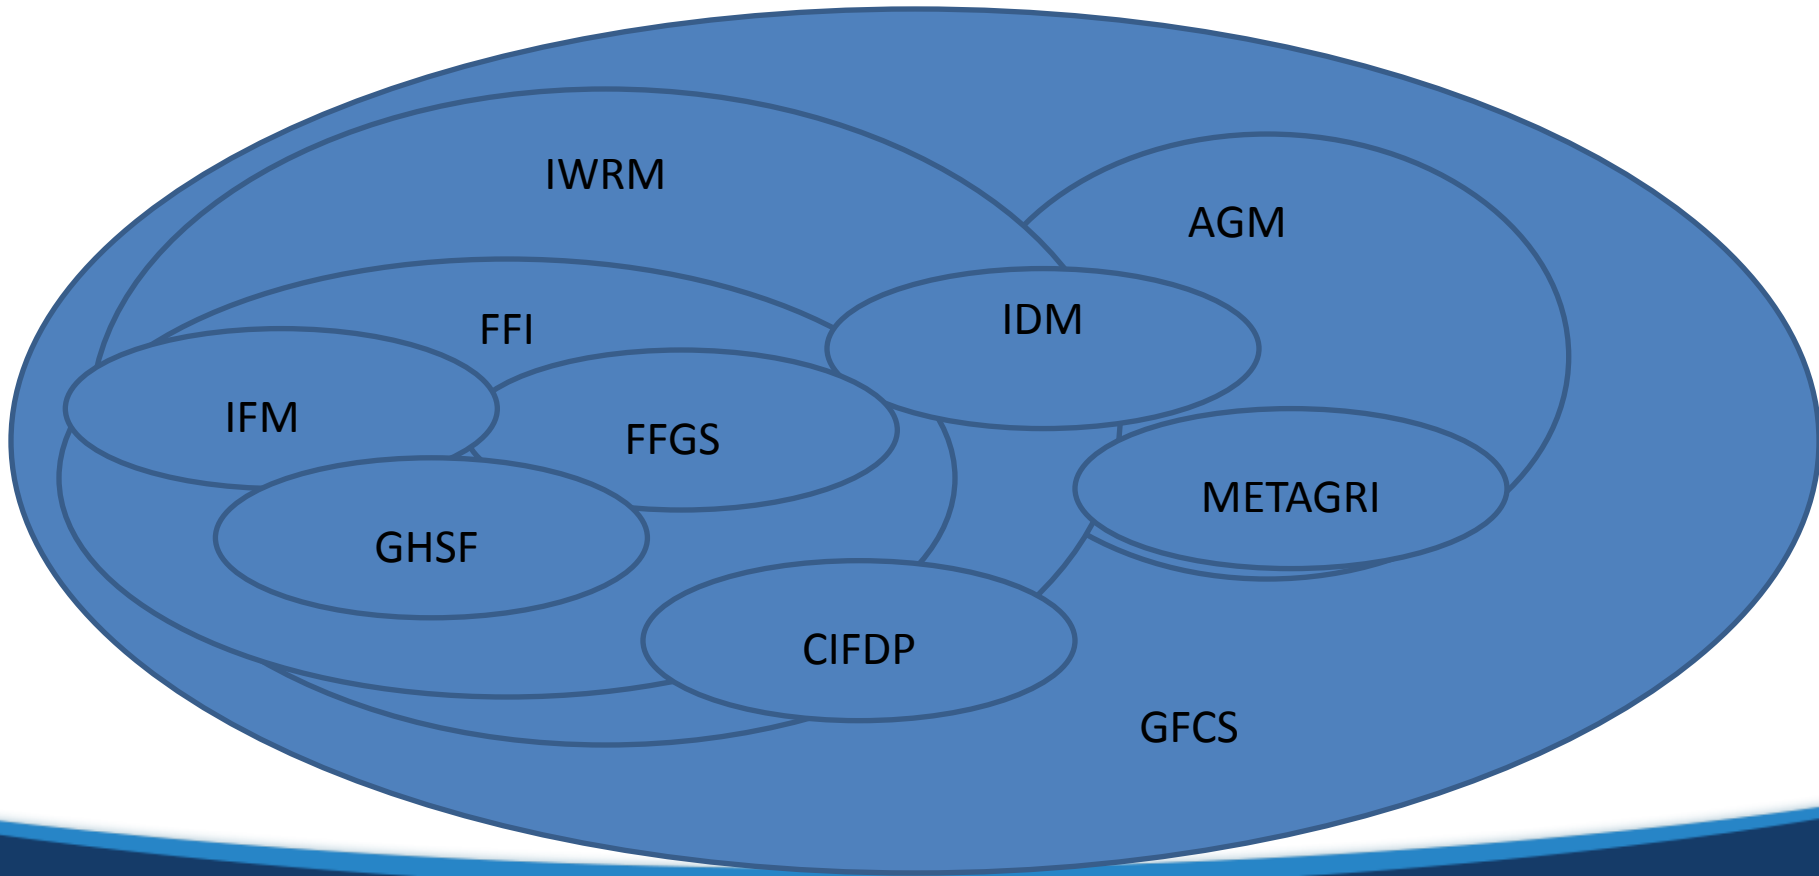 IWRM
AGM
IDM
FFI
IFM
FFGS
METAGRI
GHSF
CIFDP
GFCS